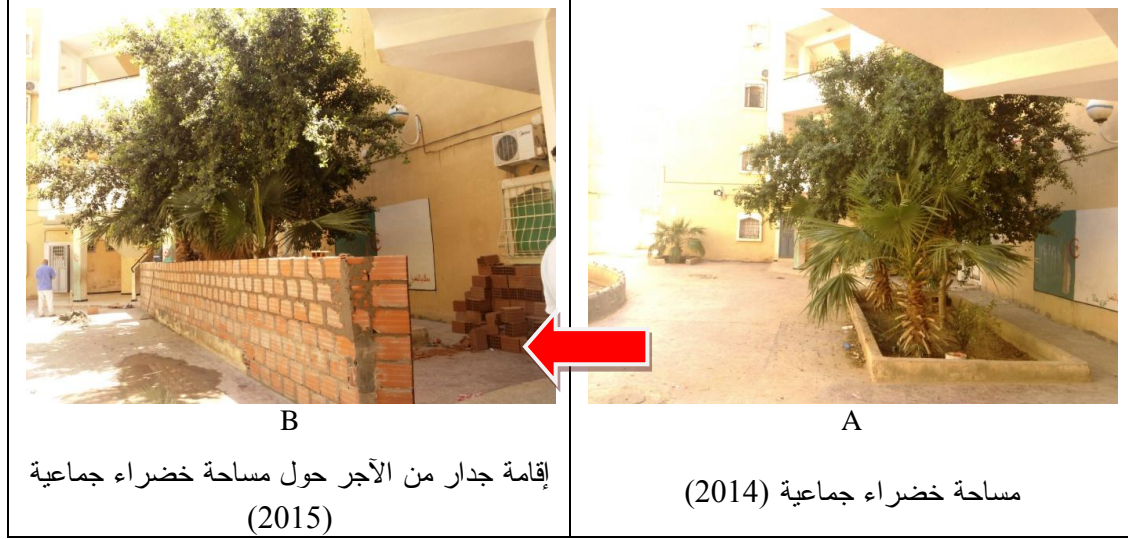 A
مساحة خضراء جماعية (2014)
B
إقامة جدار من الآجر حول مساحة خضراء جماعية
(2015)